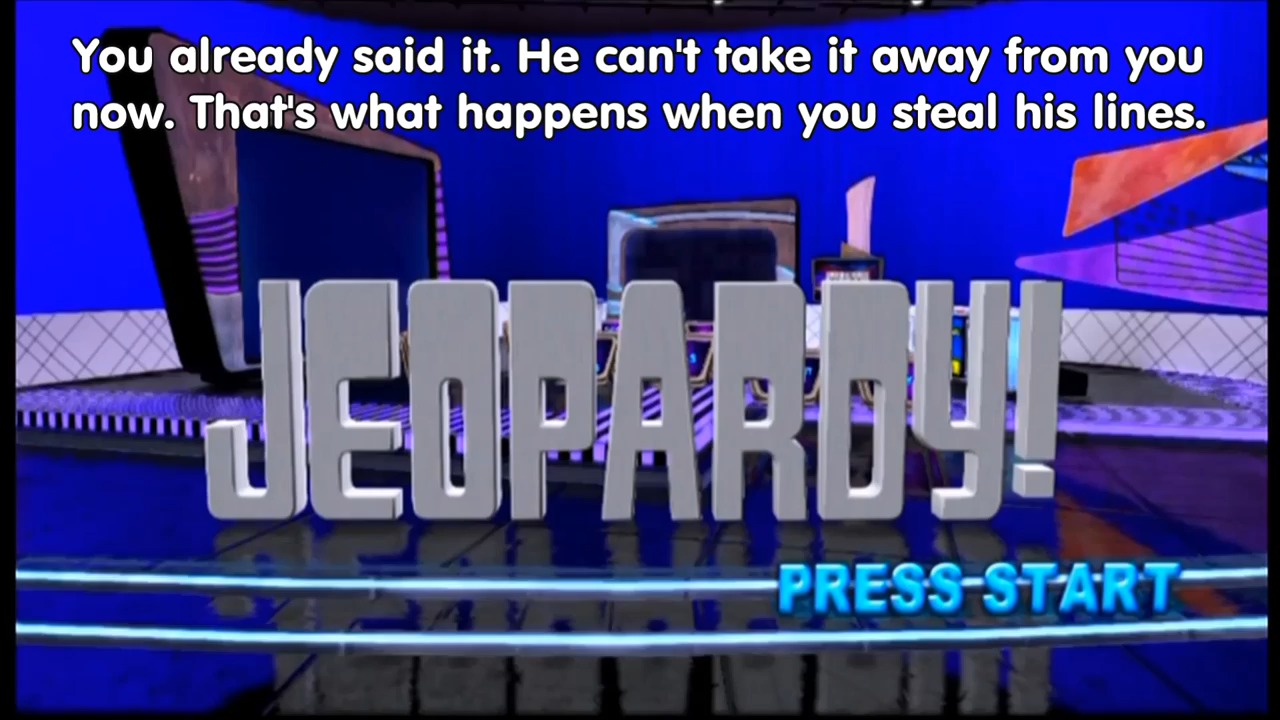 You already said it. He can't take it away from you
now. That's what happens when you steal his lines.
JEOPARDY!
PRESS START